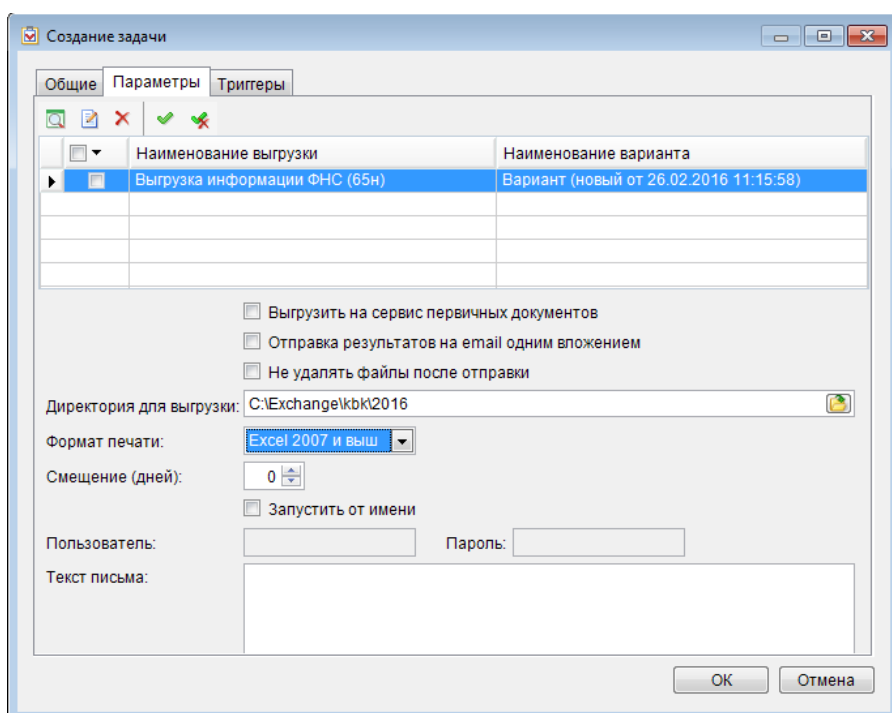 Создание задачи
Общие Параметры Триггеры
Наименование выгрузки Наименование варианта
Выгрузка информации ФНС (65н) Вариант (новый от 26.02.2016 11:15:58)
Выгрузить на сервис первичных документов
Отправка результатов на email одним вложением
Не удалять файлы после отправки
Директория для выгрузки: C:\Exchange\kbk\2016
Формат печати: Excel 2007 и выш
Смещение (дней): 0
Запустить от имени
Пользователь: Пароль:
Текст письма:
ОК Отмена